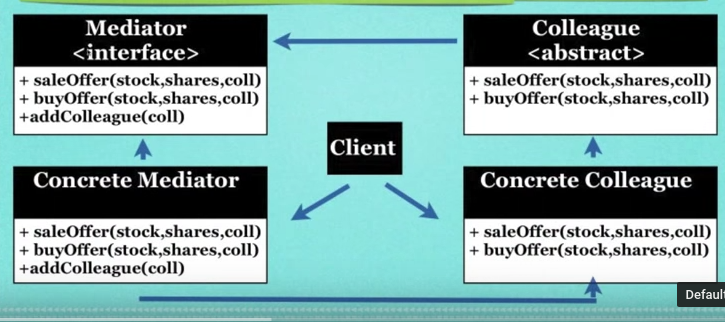 Mediator
<interface>
+ saleOffer(stock,shares,coll)
+ buyOffer(stock,shares,coll)
+addColleague(coll)
Colleague
<abstract>
+ saleOffer(stock,shares,coll)
+ buyOffer(stock,shares,coll)
Client
Concrete Mediator
+ saleOffer(stock,shares,coll)
+ buyOffer(stock,shares,coll)
+addColleague(coll)
Concrete Colleague
+ saleOffer(stock,shares,coll)
+ buyOffer(stock,shares,coll)
Default